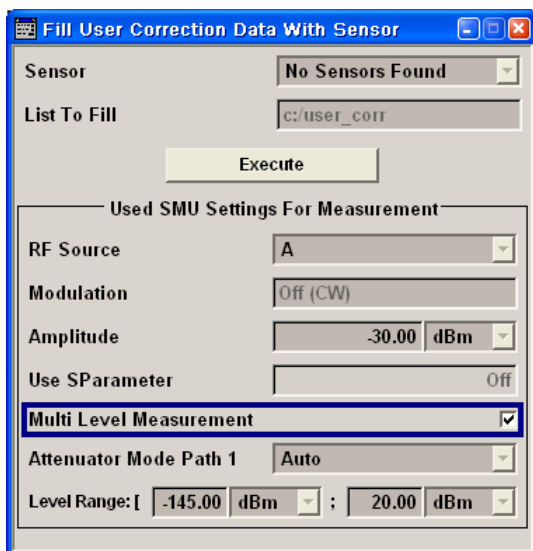 Fill User Correction Data With Sensor
Sensor No Sensors Found
List To Fill c:/user_corr
Execute
Used SMU Settings For Measurement
RF Source A
Modulation Off (CW)
Amplitude -30.00 dBm
Use SParameter Off
Multi Level Measurement
Attenuator Mode Path 1 Auto
Level Range: [ -145.00 dBm ; 20.00 dBm